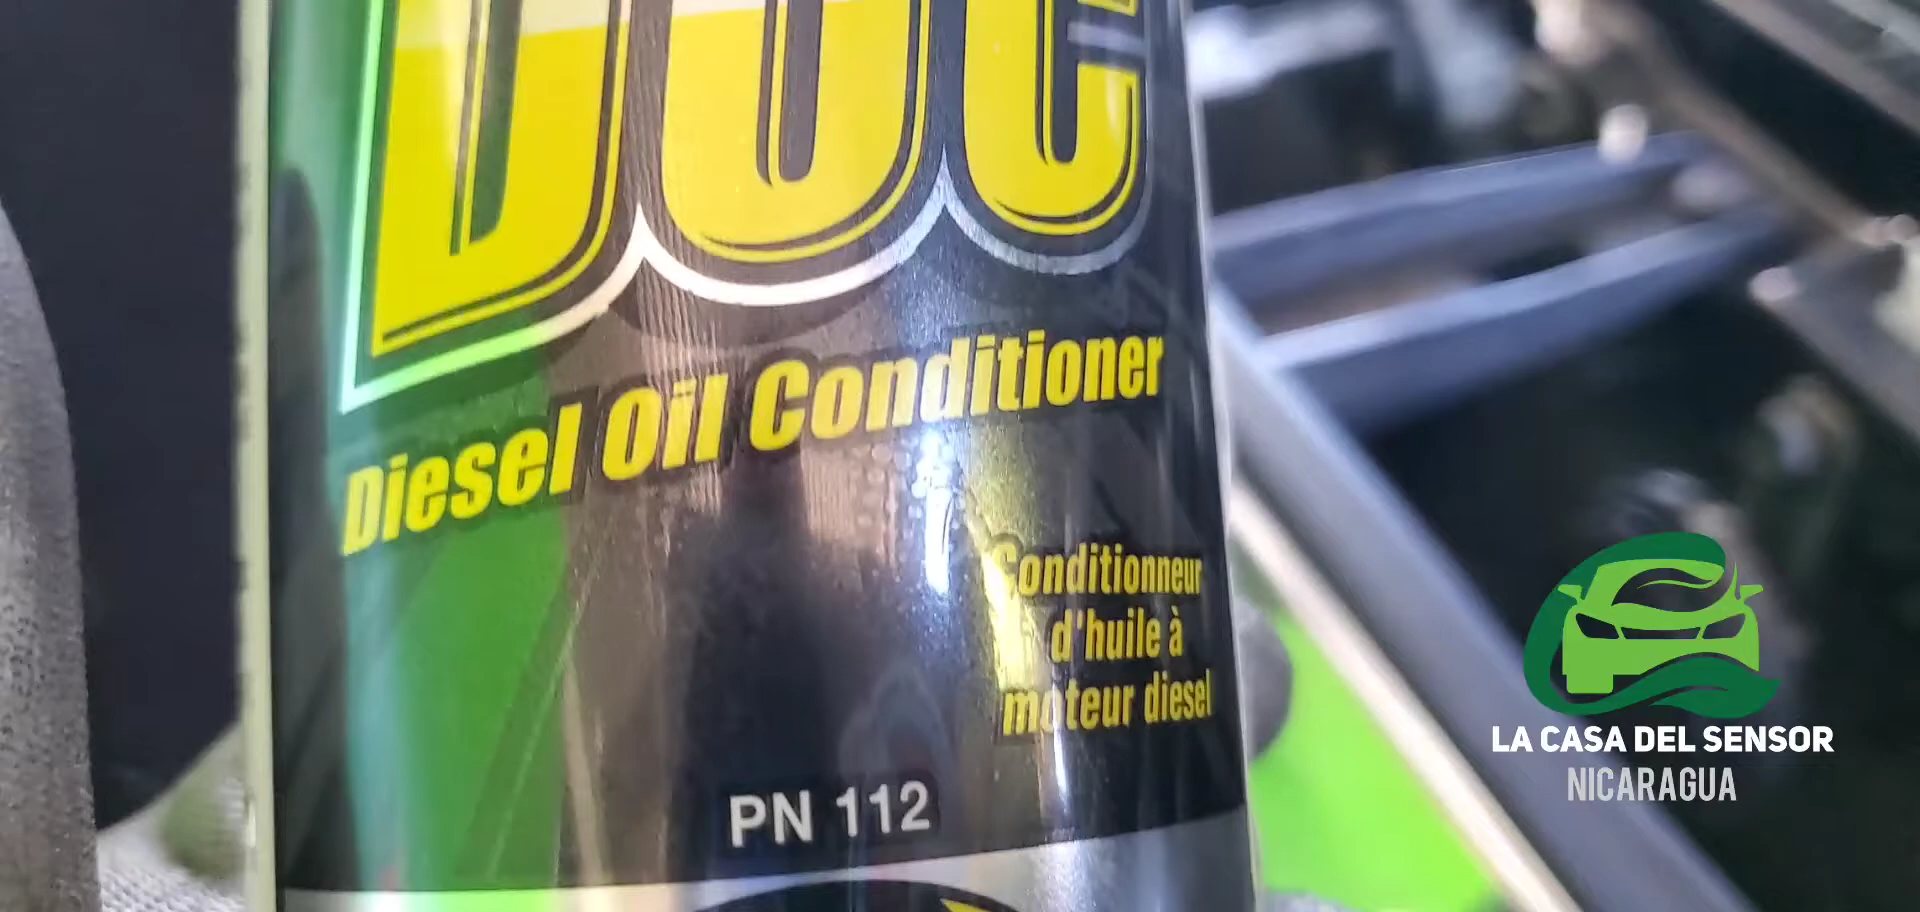 DOC
Diesel Oil Conditioner
Conditionneur
d'huile à
moteur diesel
PN 112
LA CASA DEL SENSOR
NICARAGUA